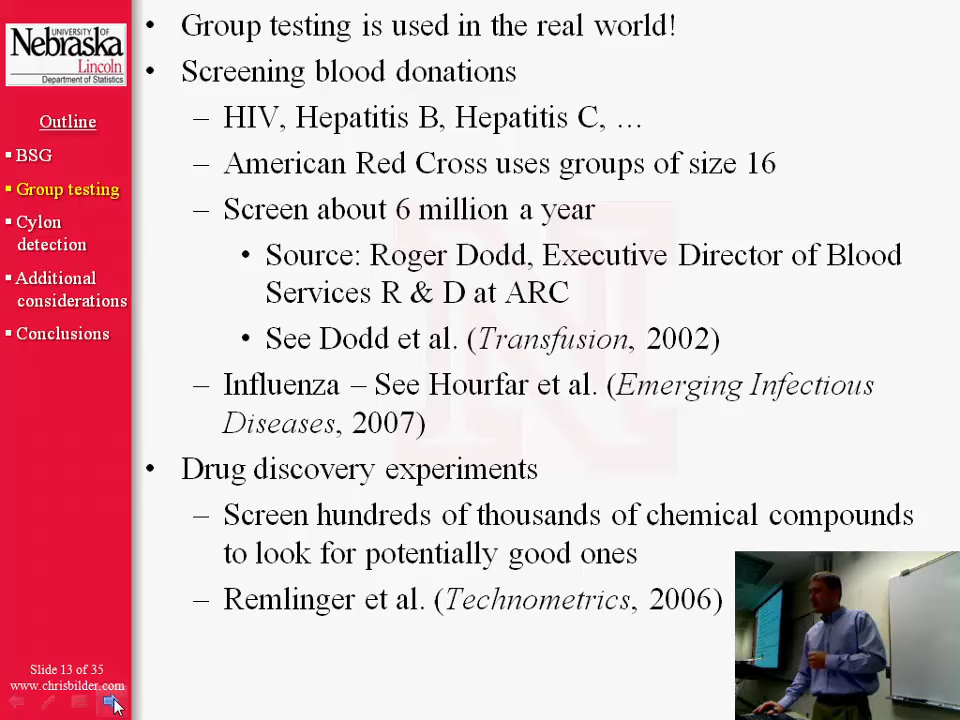 UNIVERSITY OF
Nebraska
Lincoln
Department of Statistics
Outline
▪ BSG
▪ Group testing
▪ Cylon
detection
▪ Additional
considerations
▪ Conclusions
Slide 13 of 35
www.chrisbilder.com
• Group testing is used in the real world!
• Screening blood donations
– HIV, Hepatitis B, Hepatitis C, …
– American Red Cross uses groups of size 16
– Screen about 6 million a year
• Source: Roger Dodd, Executive Director of Blood
Services R & D at ARC
• See Dodd et al. (Transfusion, 2002)
– Influenza – See Hourfar et al. (Emerging Infectious
Diseases, 2007)
• Drug discovery experiments
– Screen hundreds of thousands of chemical compounds
to look for potentially good ones
– Remlinger et al. (Technometrics, 2006)
N